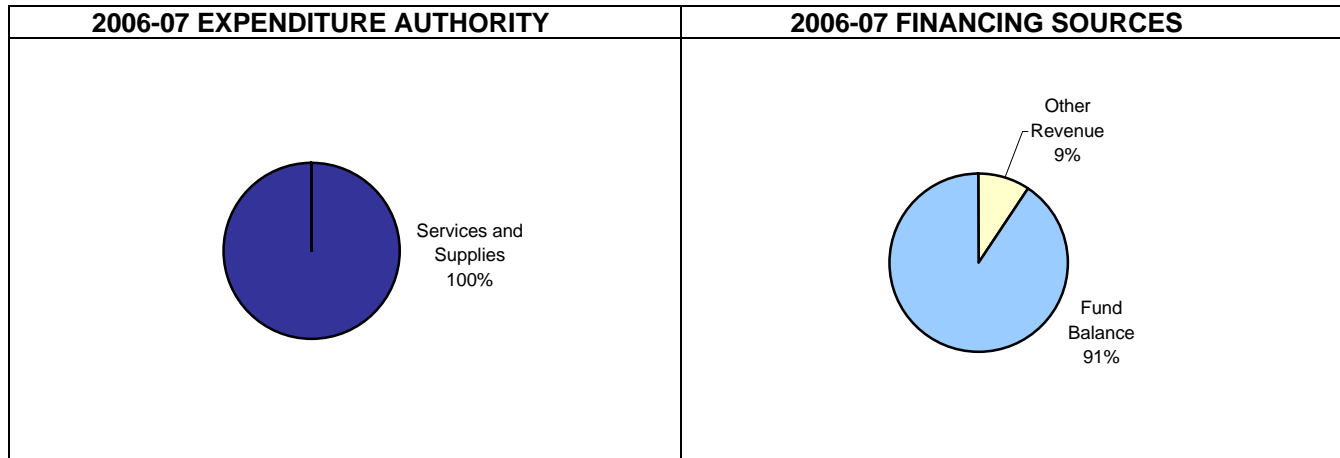 2006-07 EXPENDITURE AUTHORITY
Services and
Supplies
100%
2006-07 FINANCING SOURCES
Other
Revenue
9%
Fund
Balance
91%